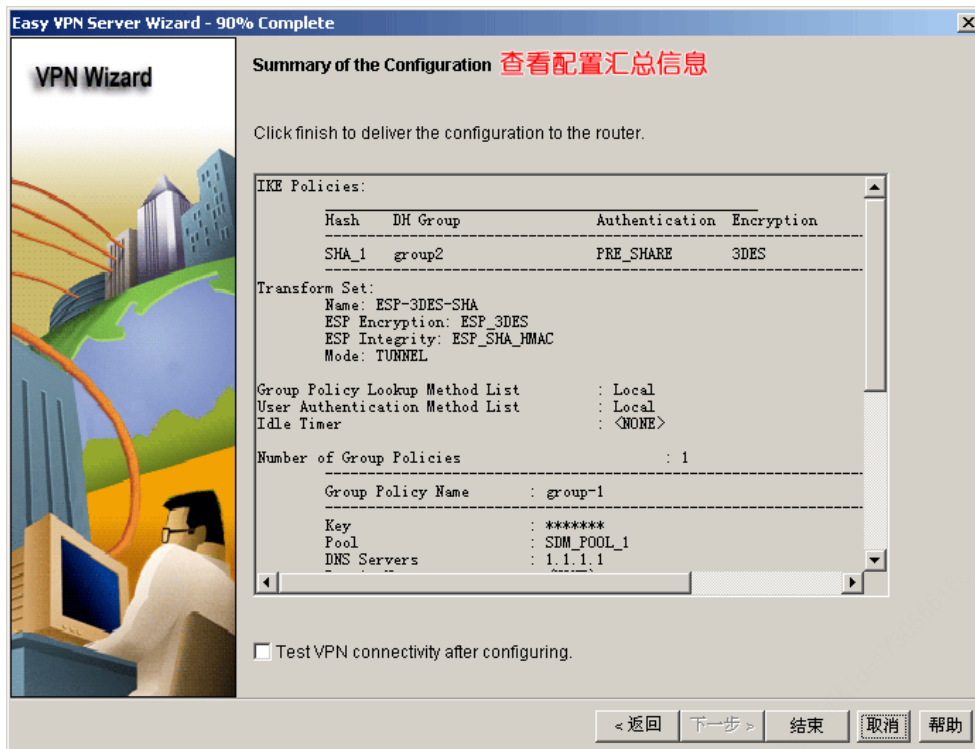 Easy VPN Server Wizard - 90% Complete
VPN Wizard
Summary of the Configuration 查看配置汇总信息
Click finish to deliver the configuration to the router.
IKE Policies:
Hash DH Group Authentication Encryption
SHA_1 group2 PRE_SHARE 3DES
Transform Set:
Name: ESP-3DES-SHA
ESP Encryption: ESP_3DES
ESP Integrity: ESP_SHA_HMAC
Mode: TUNNEL
Group Policy Lookup Method List : Local
User Authentication Method List : Local
Idle Timer : <NONE>
Number of Group Policies : 1
Group Policy Name : group-1
Key : *******
Pool : SDM_POOL_1
DNS Servers : 1.1.1.1
Test VPN connectivity after configuring.
<返回 下一步> 结束 取消 帮助